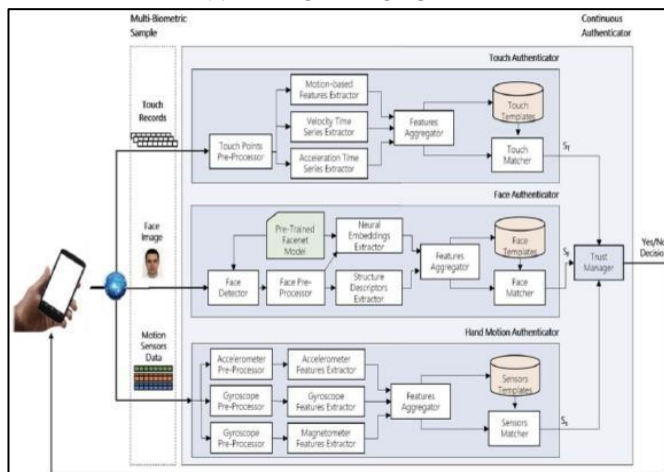 Multi-Biometric
Sample
Continuous
Authenticator
Touch Authenticator
Touch
Records
Touch Points
Pre-Processor
Motion-based
Features Extractor
Velocity Time
Series Extractor
Acceleration Time
Series Extractor
Features
Aggregator
Touch
Templates
Touch
Matcher
Face Authenticator
Face
Image
Pre-Trained
Facenet
Model
Neural
Embeddings
Extractor
Face
Detector
Face Pre-
Processor
Structure
Descriptors
Extractor
Features
Aggregator
Face
Templates
Face
Matcher
Trust
Manager
Yes/No
Decision
Hand Motion Authenticator
Motion
Sensors
Data
Accelerometer
Pre-Processor
Accelerometer
Features Extractor
Gyroscope
Pre-Processor
Gyroscope
Features Extractor
Gyroscope
Pre-Processor
Magnetometer
Features Extractor
Features
Aggregator
Sensors
Templates
Sensors
Matcher